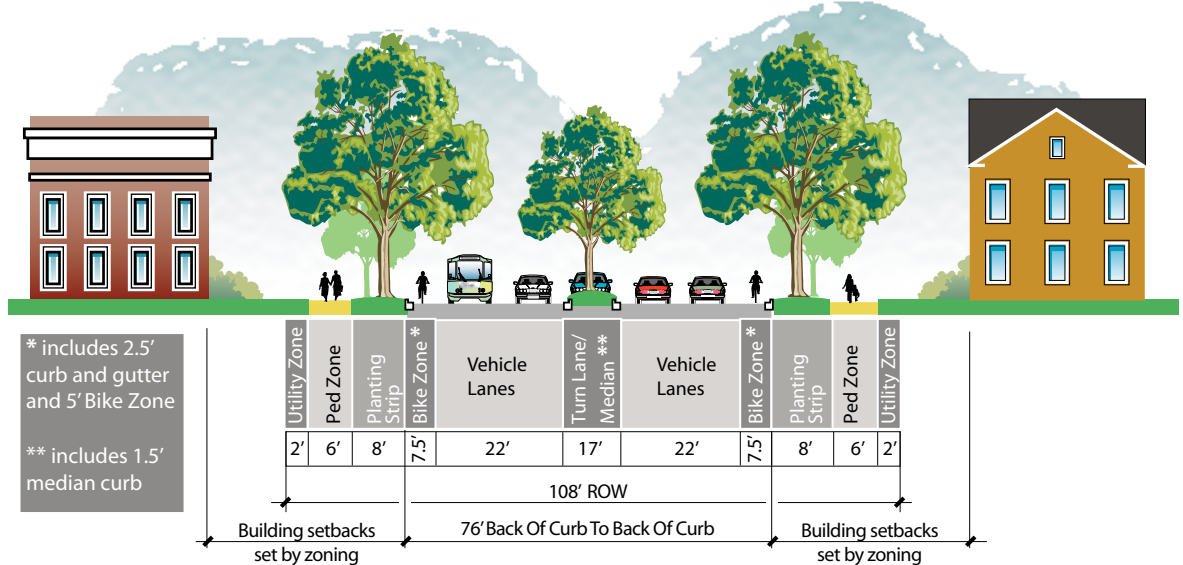 * includes 2.5'
curb and gutter
and 5' Bike Zone
** includes 1.5'
median curb
Utility Zone
Ped Zone
Planting
Strip
Bike Zone *
Vehicle
Lanes
Turn Lane/
Median **
Vehicle
Lanes
Bike Zone *
Planting
Strip
Ped Zone
Utility Zone
2' 6' 8' 7.5' 22' 17' 22' 7.5' 8' 6' 2'
108' ROW
Building setbacks
set by zoning
76' Back Of Curb To Back Of Curb
Building setbacks
set by zoning